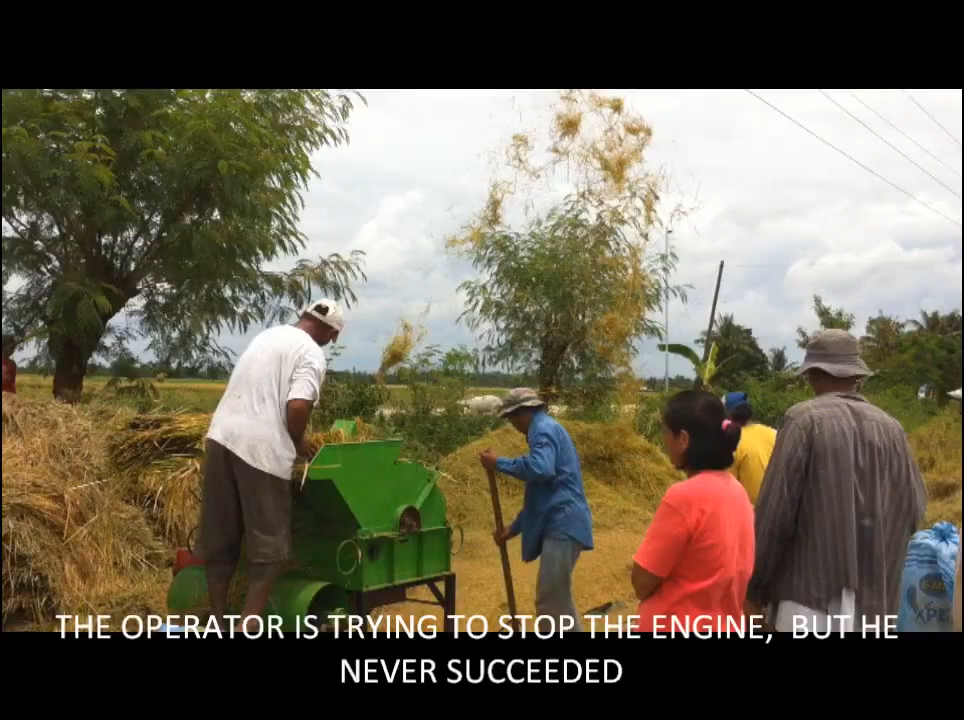 THE OPERATOR IS TRYING TO STOP THE ENGINE, BUT HE
NEVER SUCCEEDED